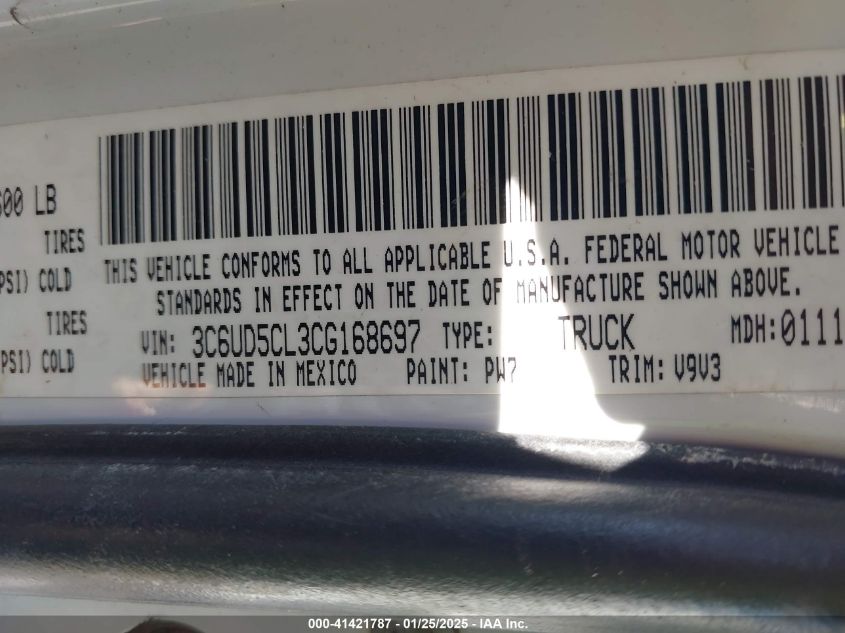 600 LB
TIRES
PSI) COLD
TIRES
PSI) COLD
THIS VEHICLE CONFORMS TO ALL APPLICABLE U.S.A. FEDERAL MOTOR VEHICLE
STANDARDS IN EFFECT ON THE DATE OF MANUFACTURE SHOWN ABOVE.
VIN: 3C6UD5CL3CG168697 TYPE: TRUCK MDH: 0111
VEHICLE MADE IN MEXICO PAINT: PW7 TRIM: V9V3
000-41421787 - 01/25/2025 - IAA Inc.